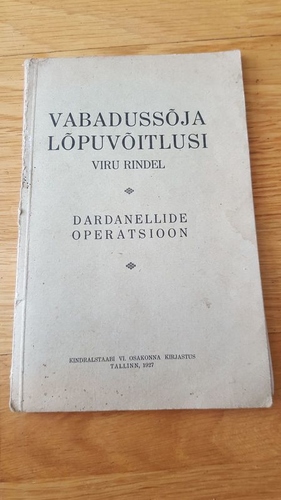 VABADUSSÕJA
LÕPUVÕITLUSI
VIRU RINDEL
DARDANELLIDE
OPERATSIOON
KINDRALSTAABI VI. OSAKONNA KIRJASTUS
TALLINN, 1927